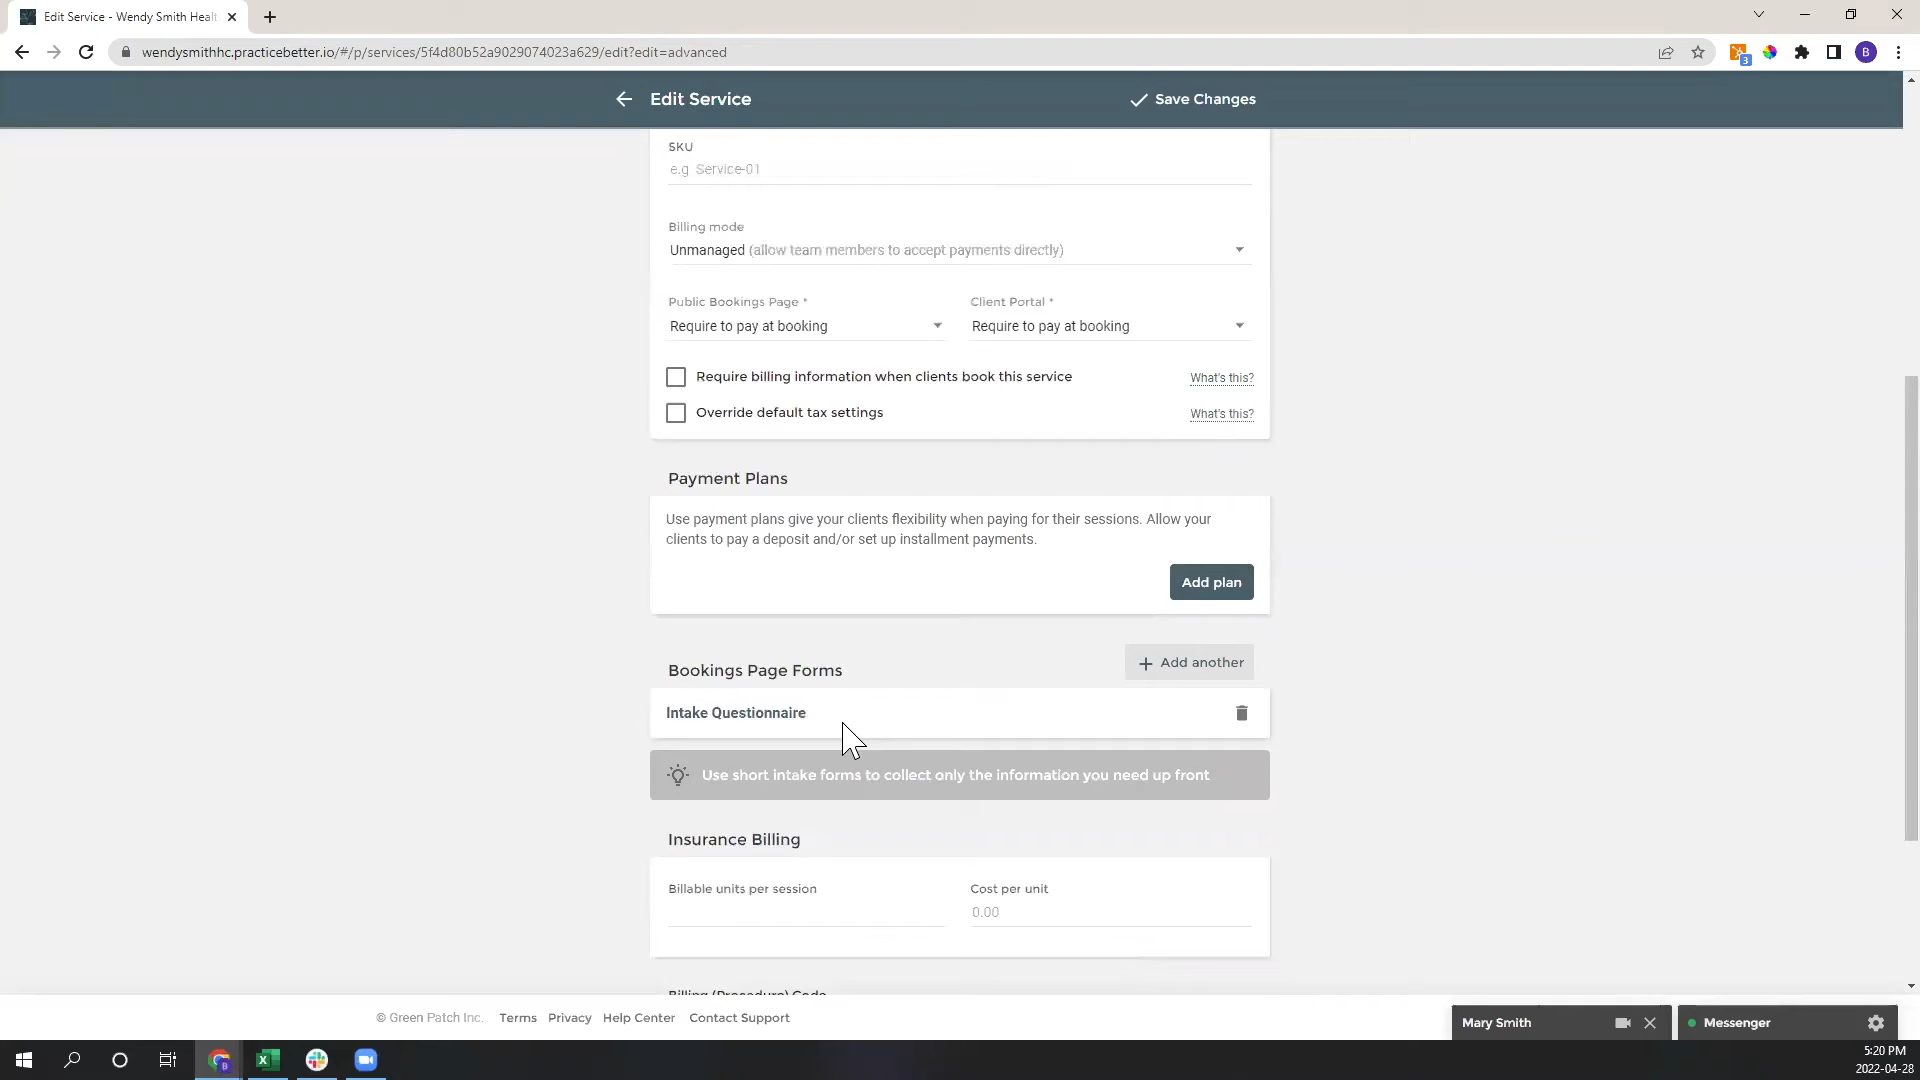 Edit Service - Wendy Smith Healt
wendysmithhc.practicebetter.io/#/p/services/5f4d80b52a9029074023a629/edit?edit=advanced
3
B
Edit Service
Save Changes
SKU
e.g Service-01
Billing mode
Unmanaged (allow team members to accept payments directly)
Public Bookings Page *
Client Portal *
Require to pay at booking
Require to pay at booking
Require billing information when clients book this service
What's this?
Override default tax settings
What's this?
Payment Plans
Use payment plans give your clients flexibility when paying for their sessions. Allow your
clients to pay a deposit and/or set up installment payments.
Add plan
Bookings Page Forms
+ Add another
Intake Questionnaire
Use short intake forms to collect only the information you need up front
Insurance Billing
Billable units per session
Cost per unit
0.00
Billing (Procedure) Code
© Green Patch Inc. Terms Privacy Help Center Contact Support
Mary Smith
Messenger
5:20 PM
2022-04-28